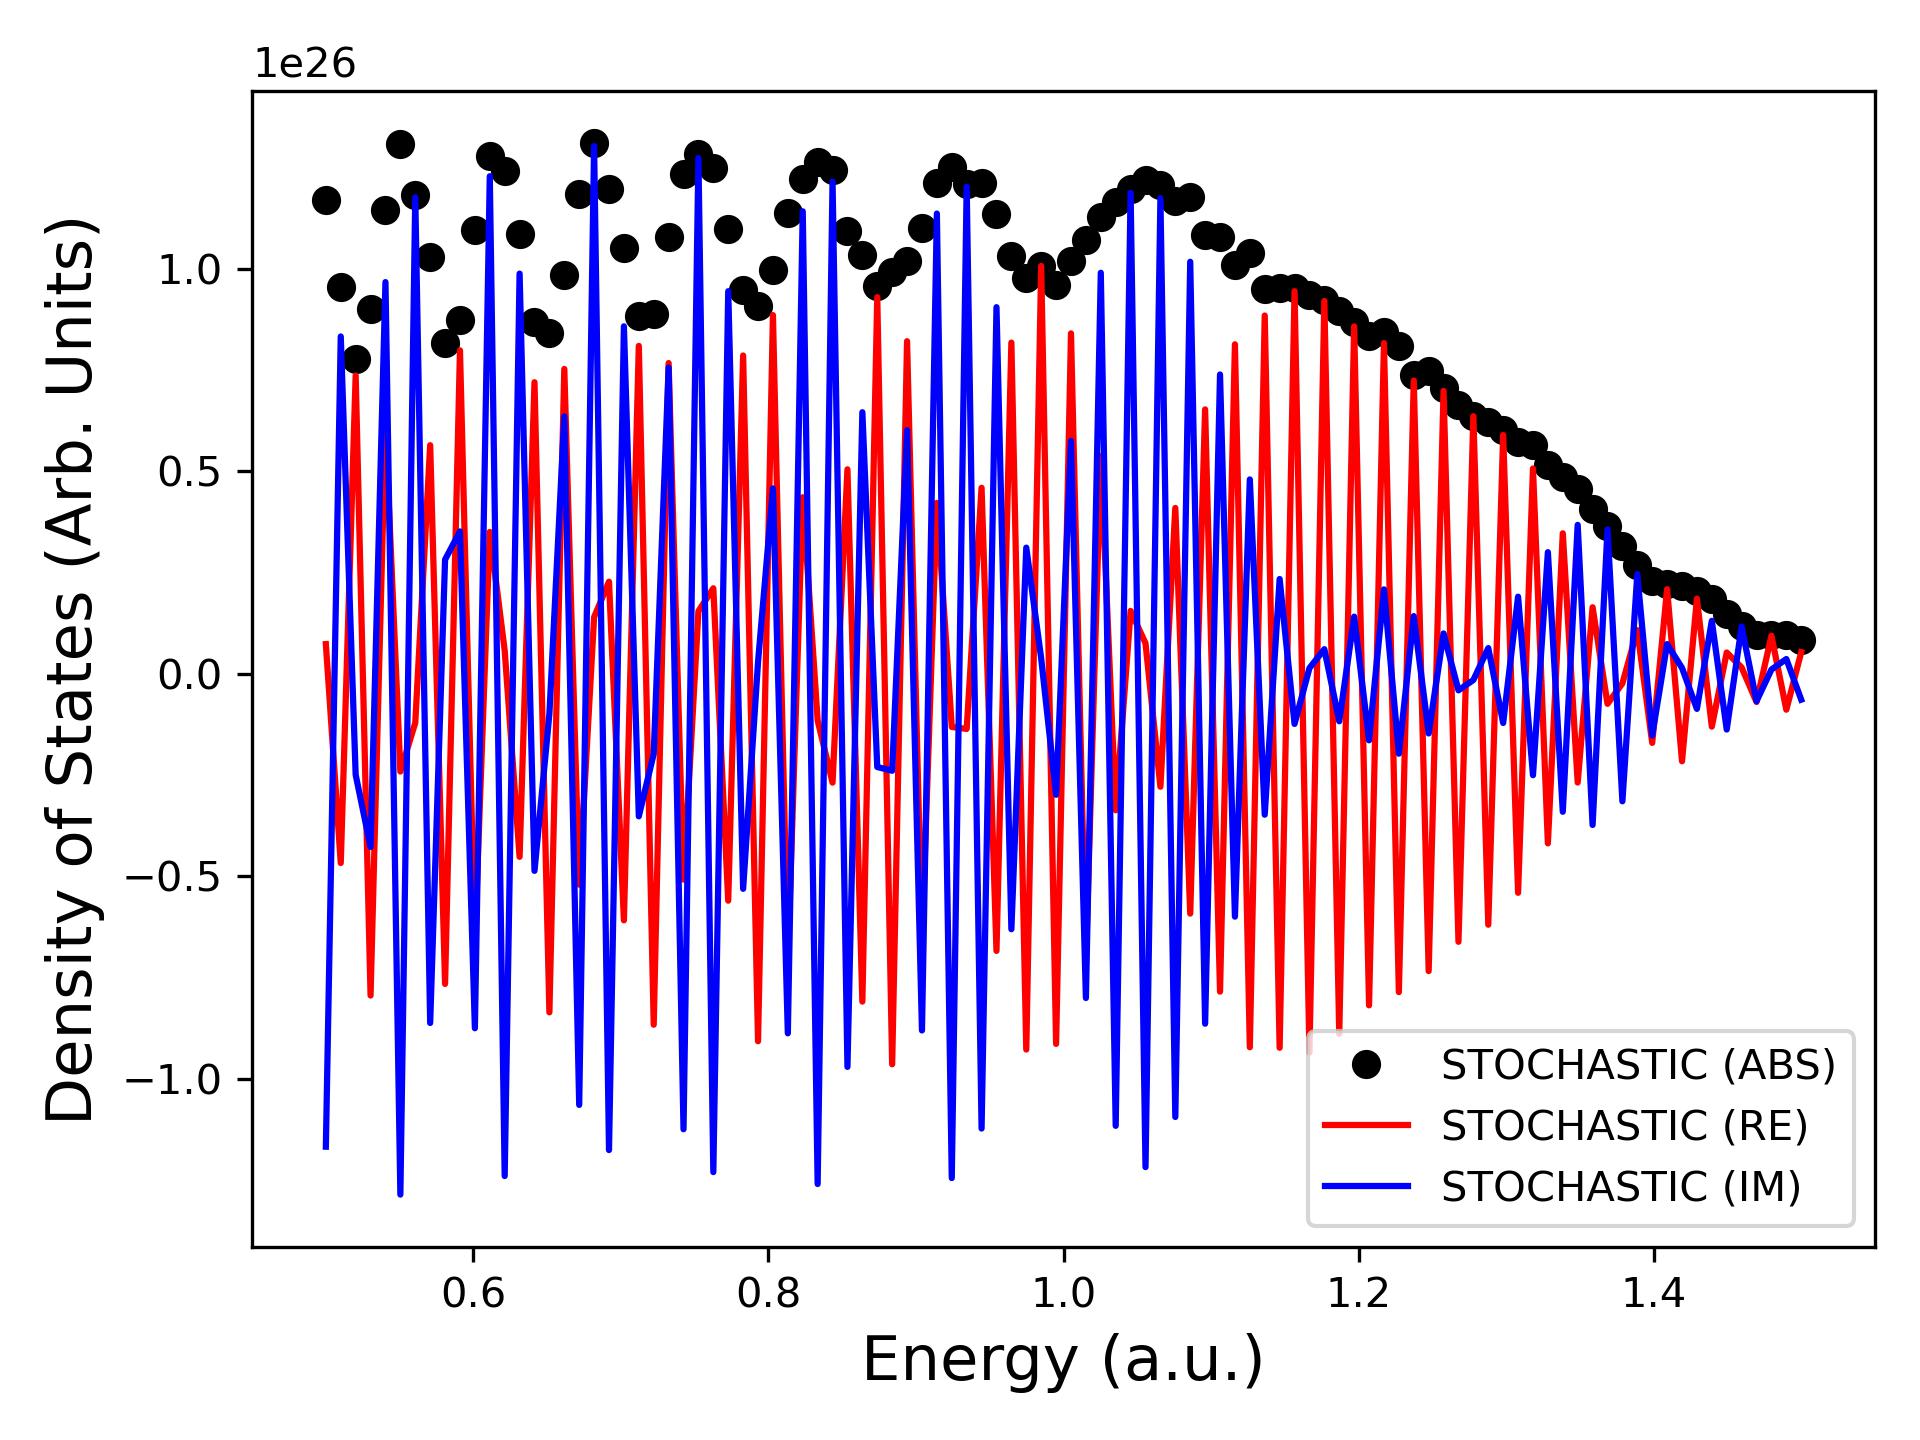 1e26
Density of States (Arb. Units)
1.0
0.5
0.0
−0.5
−1.0
STOCHASTIC (ABS)
STOCHASTIC (RE)
STOCHASTIC (IM)
0.6 0.8 1.0 1.2 1.4
Energy (a.u.)